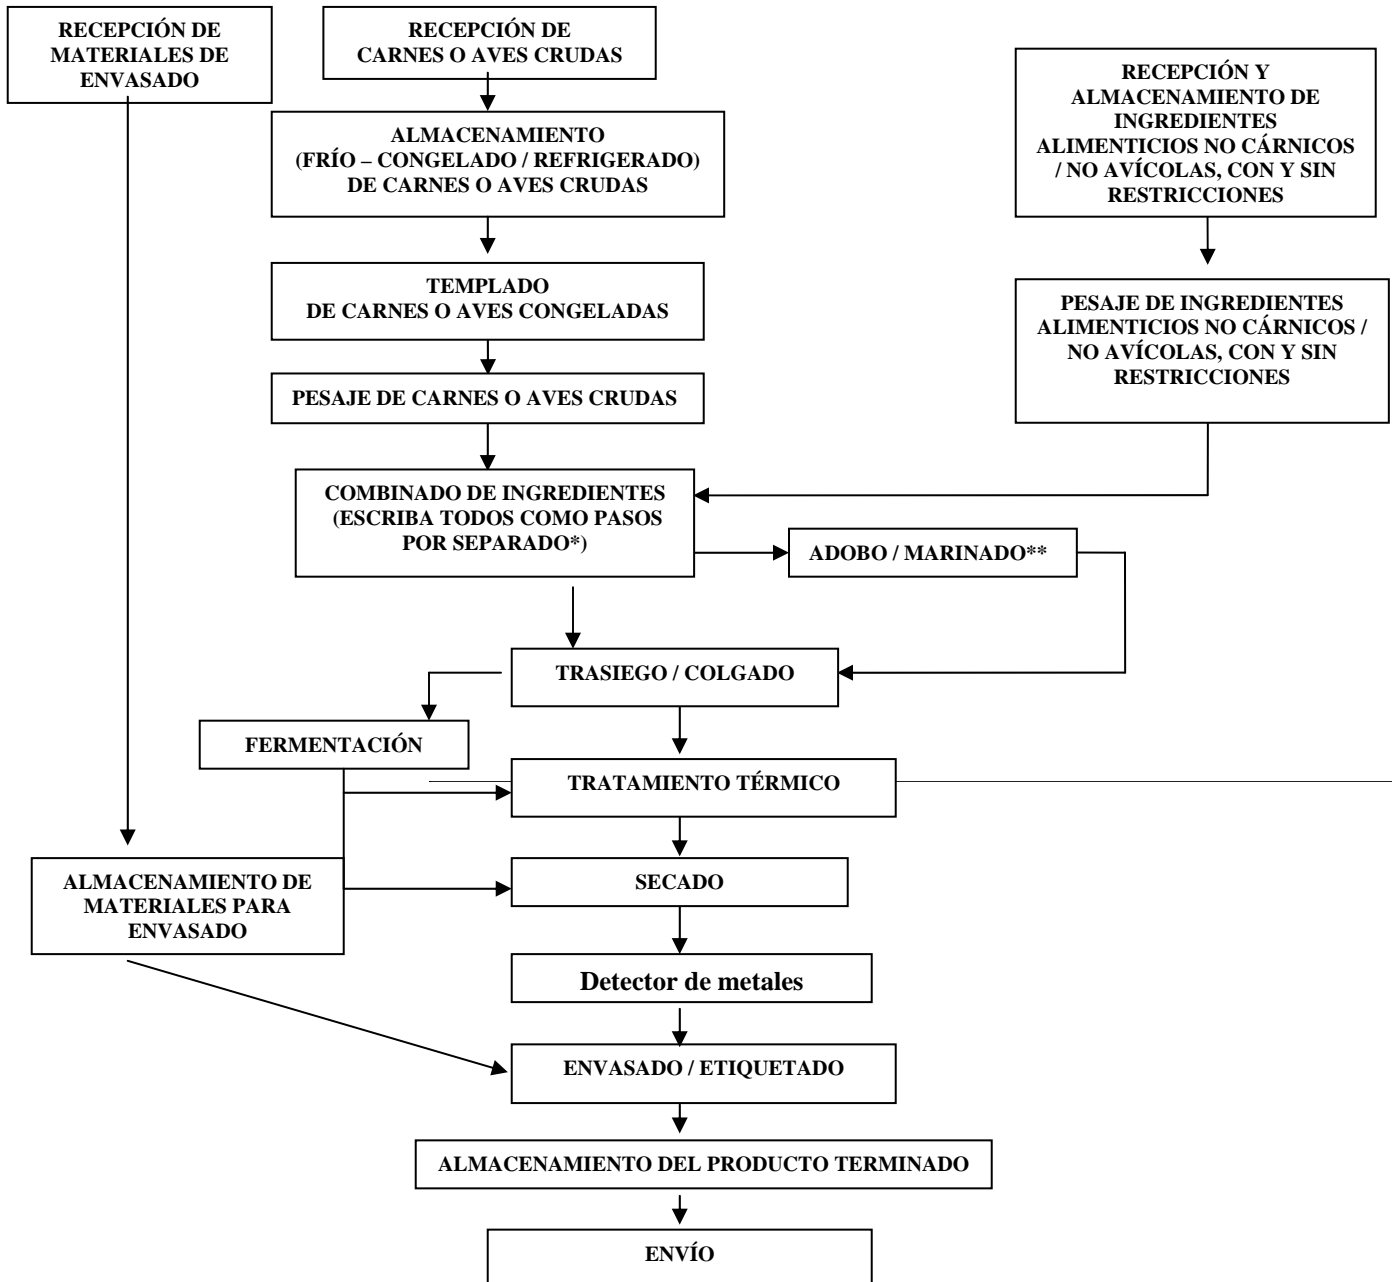 RECEPCIÓN DE
MATERIALES DE
ENVASADO
RECEPCIÓN DE
CARNES O AVES CRUDAS
RECEPCIÓN Y
ALMACENAMIENTO DE
INGREDIENTES
ALIMENTICIOS NO CÁRNICOS
/ NO AVÍCOLAS, CON Y SIN
RESTRICCIONES
ALMACENAMIENTO
(FRÍO – CONGELADO / REFRIGERADO)
DE CARNES O AVES CRUDAS
TEMPLADO
DE CARNES O AVES CONGELADAS
PESAJE DE INGREDIENTES
ALIMENTICIOS NO CÁRNICOS /
NO AVÍCOLAS, CON Y SIN
RESTRICCIONES
PESAJE DE CARNES O AVES CRUDAS
COMBINADO DE INGREDIENTES
(ESCRIBA TODOS COMO PASOS
POR SEPARADO*)
ADOBO / MARINADO**
TRASIEGO / COLGADO
FERMENTACIÓN
TRATAMIENTO TÉRMICO
ALMACENAMIENTO DE
MATERIALES PARA
ENVASADO
SECADO
Detector de metales
ENVASADO / ETIQUETADO
ALMACENAMIENTO DEL PRODUCTO TERMINADO
ENVÍO